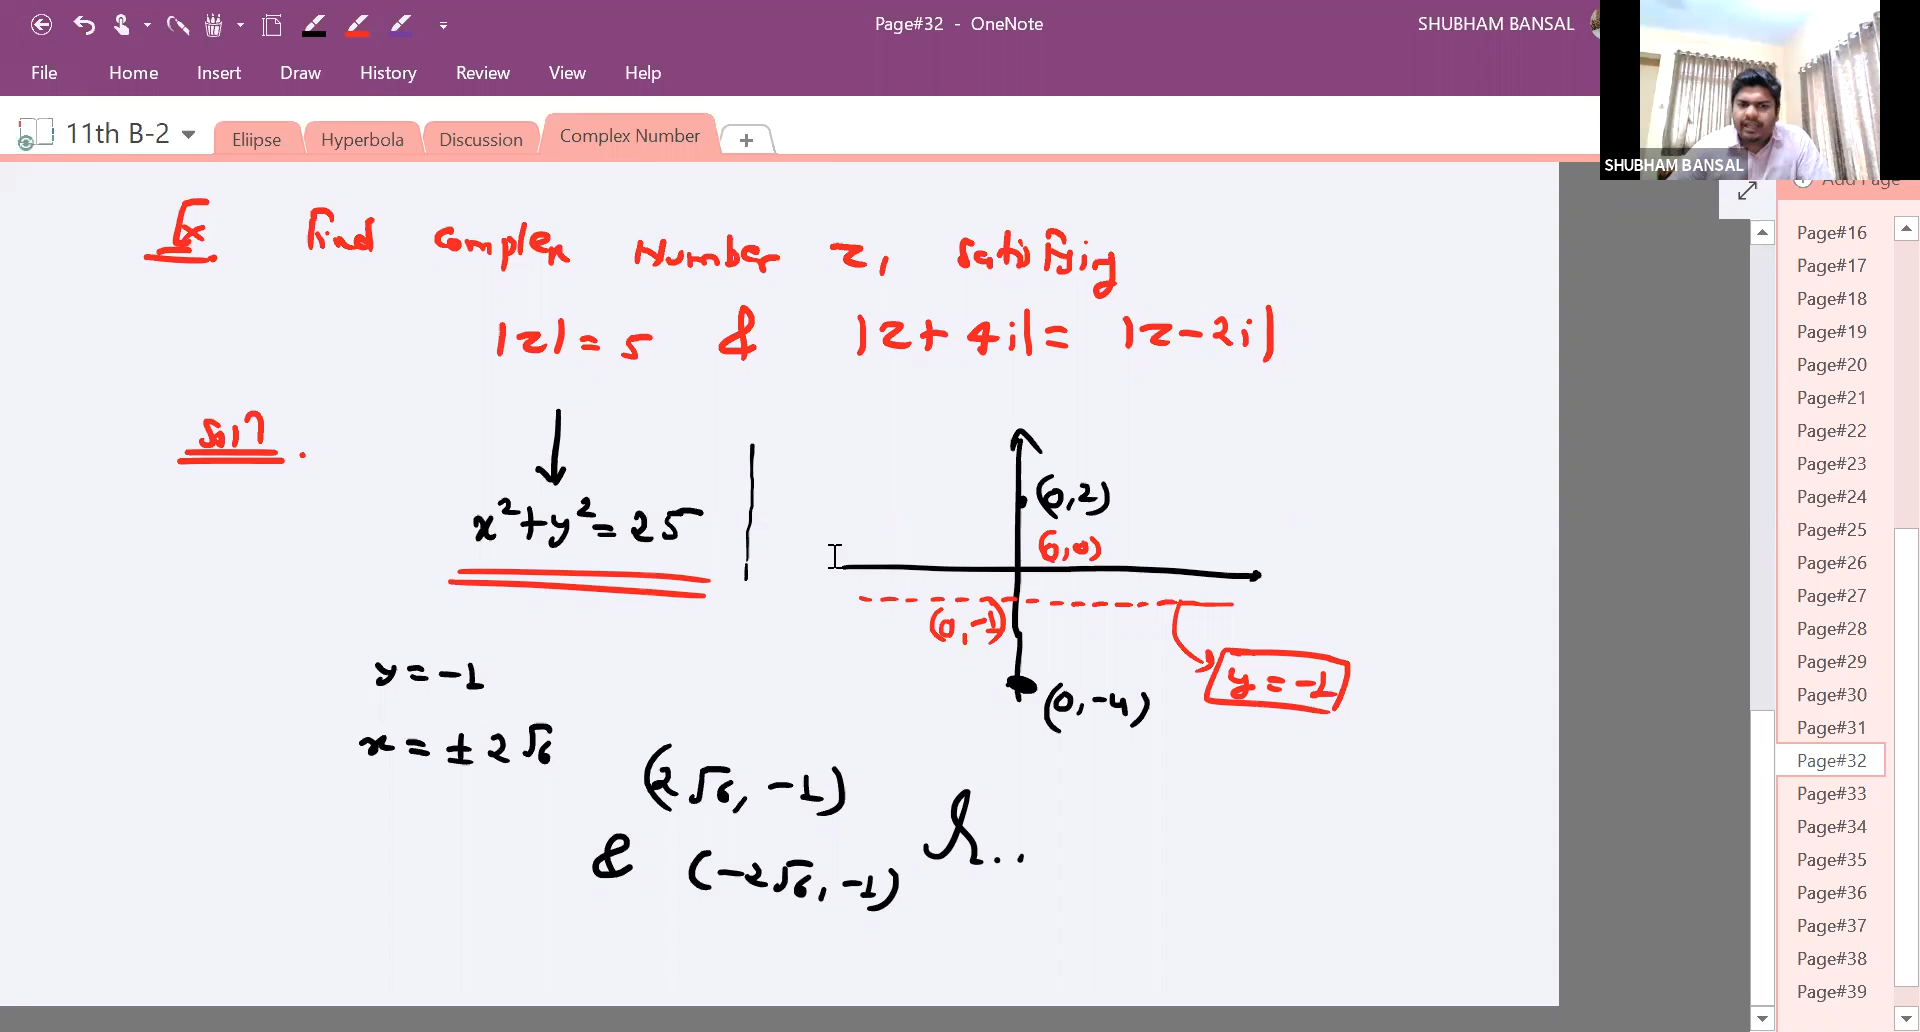 Page#32 - OneNote
SHUBHAM BANSAL
File Home Insert Draw History Review View Help
11th B-2
Eliipse Hyperbola Discussion Complex Number +
SHUBHAM BANSAL
Add Page
Ex Find Complex Number z, Satisfying
|z| = 5 & |z + 4i| = |z - 2i|
Sol?.
x²+y²=25
(0,2)
(0,0)
(0,-1)
y = -1
(0,-4)
y = -1
x = ± 2√6
(2√6, -1)
& (-2√6, -1)
Page#16
Page#17
Page#18
Page#19
Page#20
Page#21
Page#22
Page#23
Page#24
Page#25
Page#26
Page#27
Page#28
Page#29
Page#30
Page#31
Page#32
Page#33
Page#34
Page#35
Page#36
Page#37
Page#38
Page#39